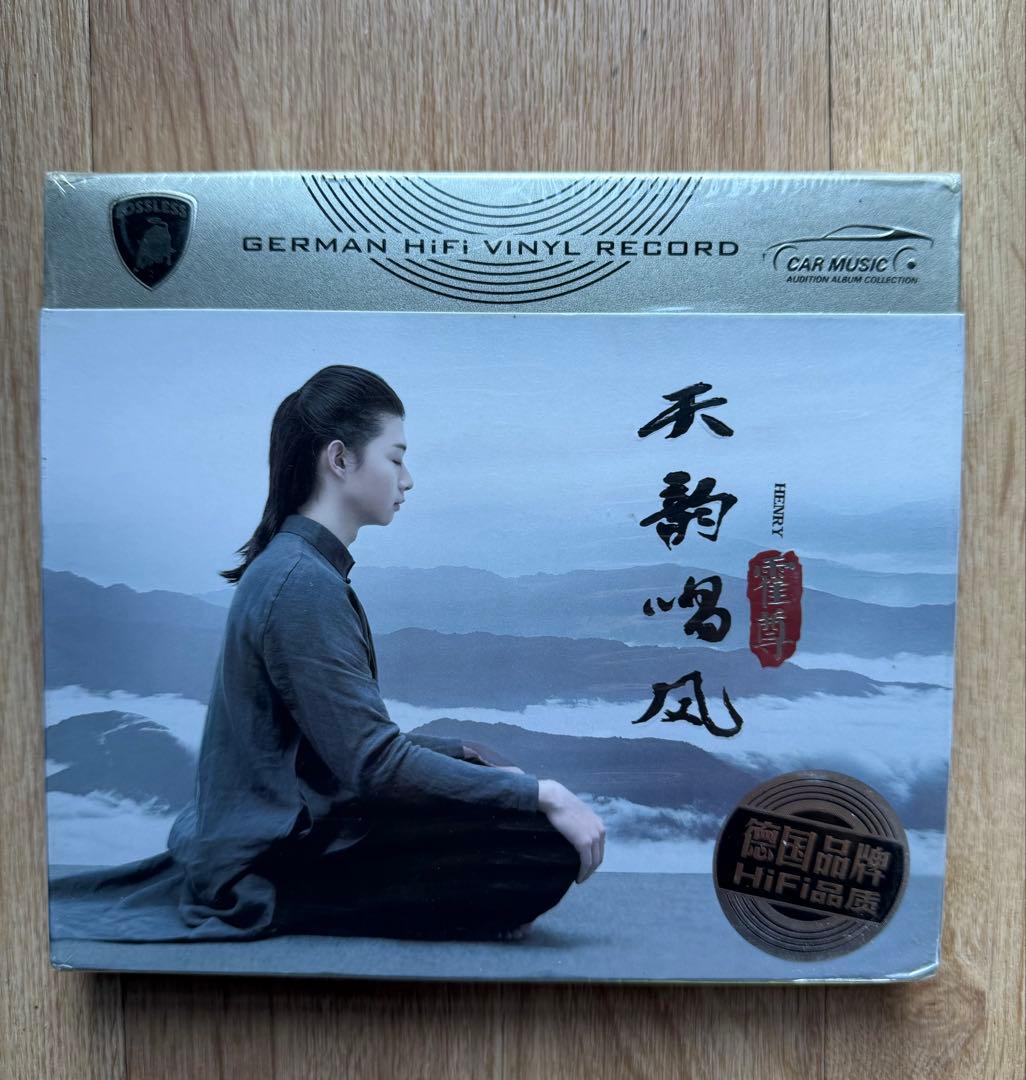 LOSSLESS
GERMAN HiFi VINYL RECORD
CAR MUSIC
AUDITION ALBUM COLLECTION
天韵唱风
HENRY
霍尊
德国品牌
HiFi品质